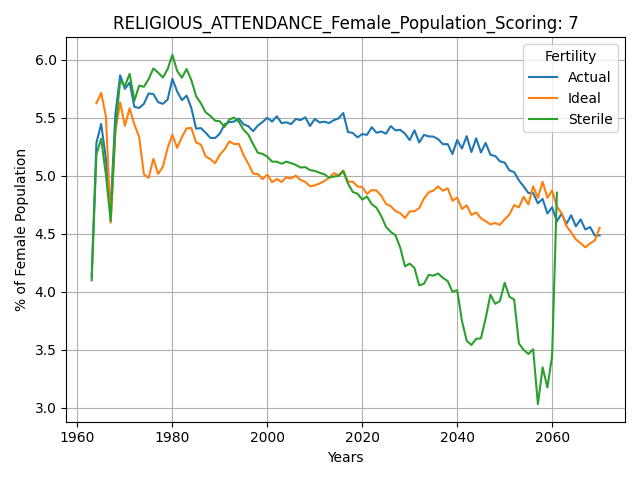 RELIGIOUS_ATTENDANCE_Female_Population_Scoring: 7
Fertility
Actual
Ideal
Sterile
% of Female Population
6.0
5.5
5.0
4.5
4.0
3.5
3.0
1960 1980 2000 2020 2040 2060
Years